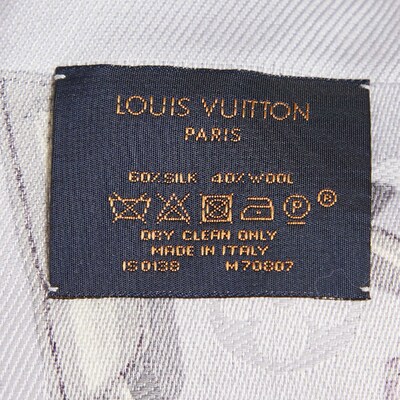 LOUIS VUITTON
PARIS
60% SILK 40% WOOL
P ®
DRY CLEAN ONLY
MADE IN ITALY
IS0138 M70807